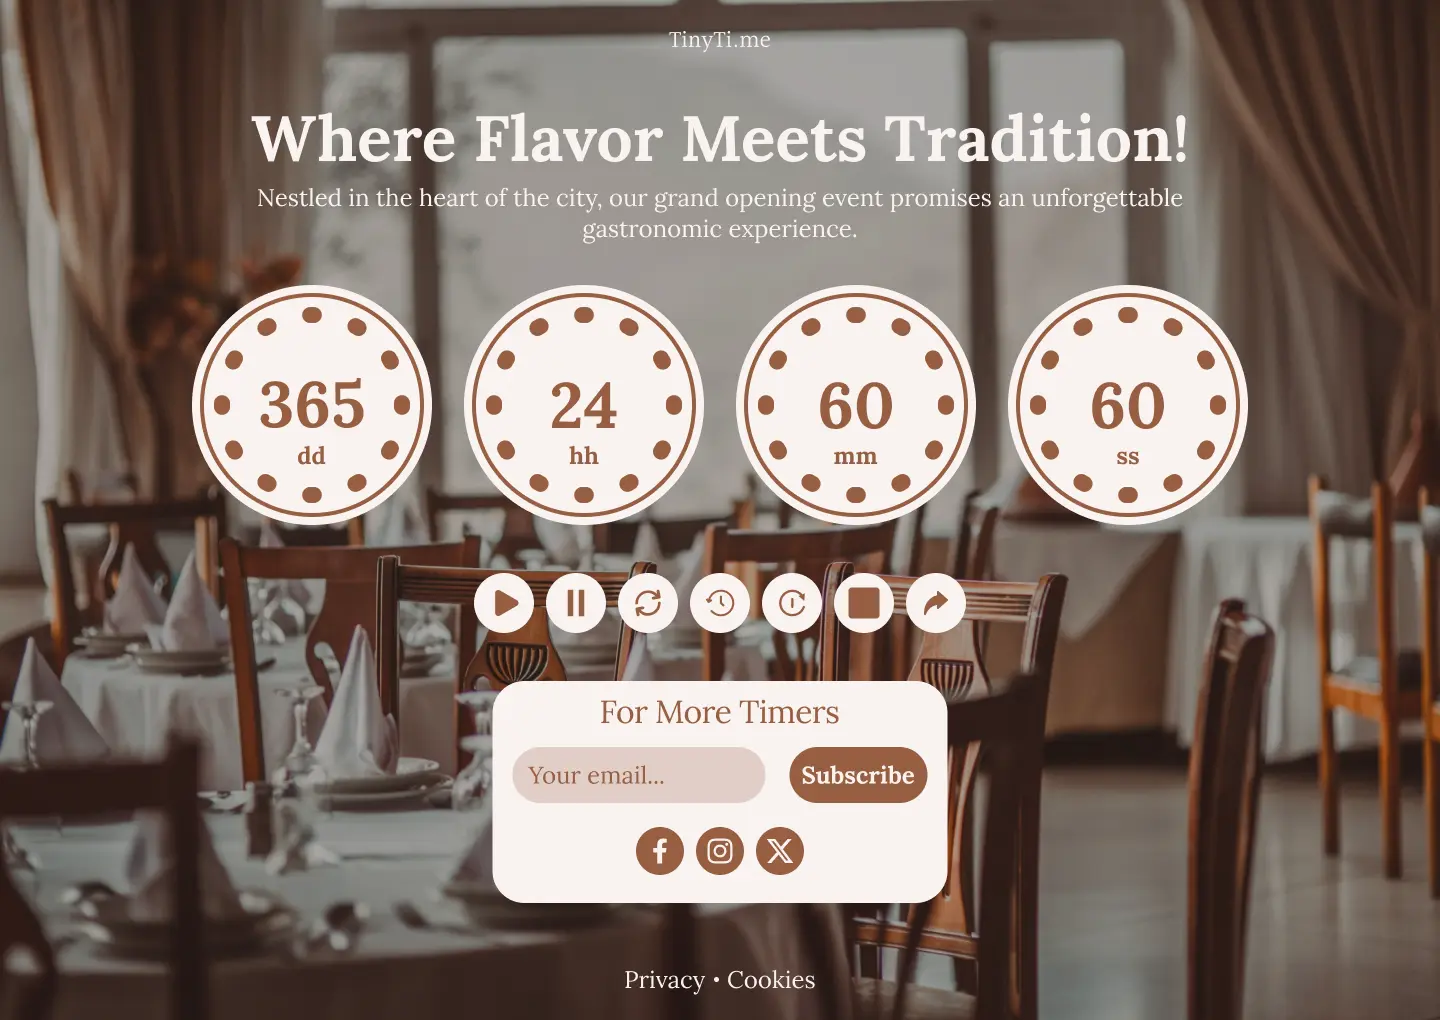 TinyTi.me
Where Flavor Meets Tradition!
Nestled in the heart of the city, our grand opening event promises an unforgettable
gastronomic experience.
365
dd
24
hh
60
mm
60
ss
For More Timers
Your email...
Subscribe
Privacy • Cookies